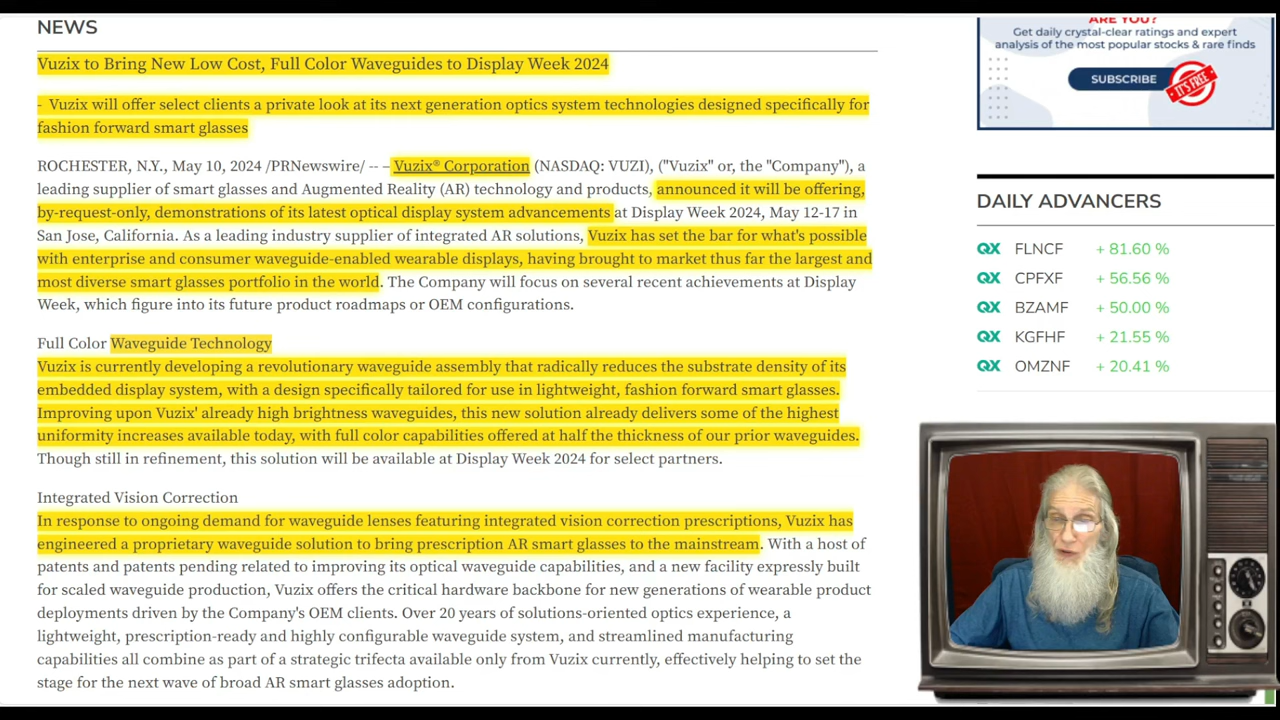 NEWS
Vuzix to Bring New Low Cost, Full Color Waveguides to Display Week 2024
- Vuzix will offer select clients a private look at its next generation optics system technologies designed specifically for
fashion forward smart glasses
ROCHESTER, N.Y., May 10, 2024 /PRNewswire/ -- – Vuzix® Corporation (NASDAQ: VUZI), ("Vuzix" or, the "Company"), a
leading supplier of smart glasses and Augmented Reality (AR) technology and products, announced it will be offering,
by-request-only, demonstrations of its latest optical display system advancements at Display Week 2024, May 12-17 in
San Jose, California. As a leading industry supplier of integrated AR solutions, Vuzix has set the bar for what's possible
with enterprise and consumer waveguide-enabled wearable displays, having brought to market thus far the largest and
most diverse smart glasses portfolio in the world. The Company will focus on several recent achievements at Display
Week, which figure into its future product roadmaps or OEM configurations.
Full Color Waveguide Technology
Vuzix is currently developing a revolutionary waveguide assembly that radically reduces the substrate density of its
embedded display system, with a design specifically tailored for use in lightweight, fashion forward smart glasses.
Improving upon Vuzix' already high brightness waveguides, this new solution already delivers some of the highest
uniformity increases available today, with full color capabilities offered at half the thickness of our prior waveguides.
Though still in refinement, this solution will be available at Display Week 2024 for select partners.
Integrated Vision Correction
In response to ongoing demand for waveguide lenses featuring integrated vision correction prescriptions, Vuzix has
engineered a proprietary waveguide solution to bring prescription AR smart glasses to the mainstream. With a host of
patents and patents pending related to improving its optical waveguide capabilities, and a new facility expressly built
for scaled waveguide production, Vuzix offers the critical hardware backbone for new generations of wearable product
deployments driven by the Company's OEM clients. Over 20 years of solutions-oriented optics experience, a
lightweight, prescription-ready and highly configurable waveguide system, and streamlined manufacturing
capabilities all combine as part of a strategic trifecta available only from Vuzix currently, effectively helping to set the
stage for the next wave of broad AR smart glasses adoption.
ARE YOU?
Get daily crystal-clear ratings and expert
analysis of the most popular stocks & rare finds
SUBSCRIBE
IT'S FREE
DAILY ADVANCERS
QX FLNCF + 81.60 %
QX CPFXF + 56.56 %
QX BZAMF + 50.00 %
QX KGFHF + 21.55 %
QX OMZNF + 20.41 %